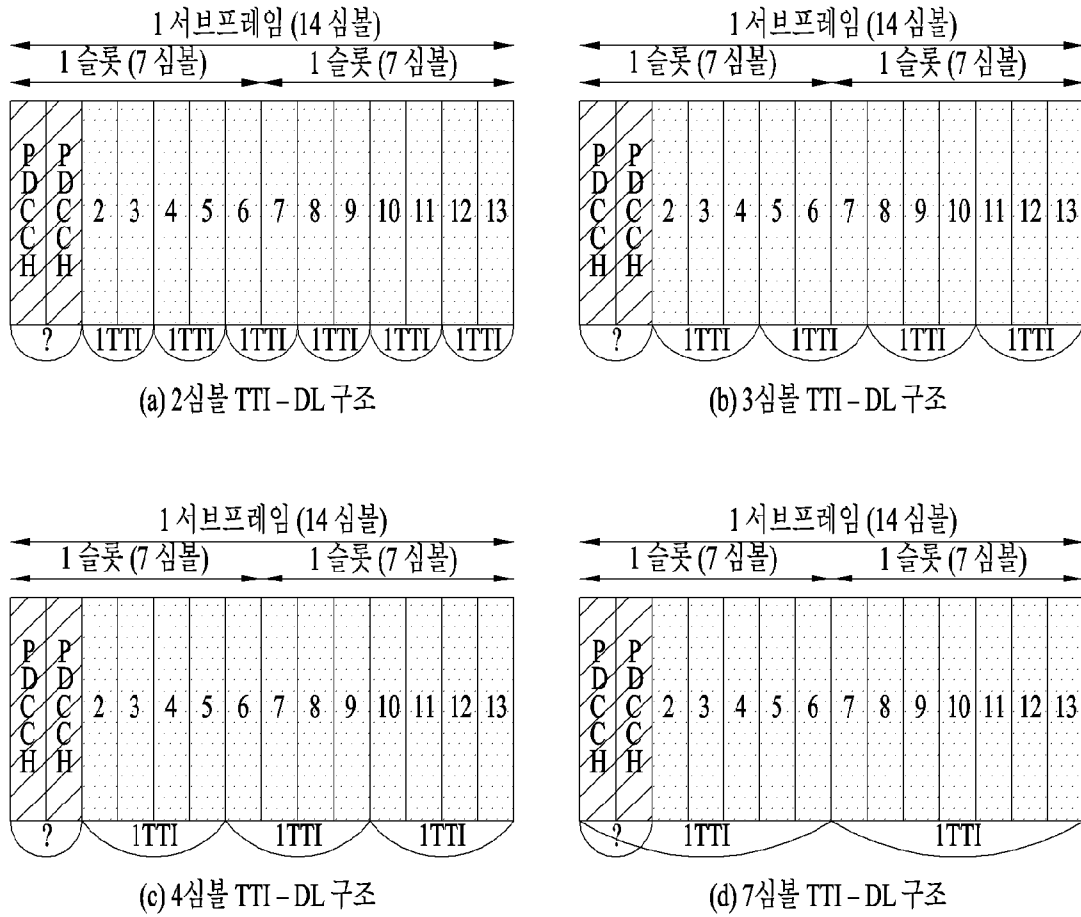 1 서브프레임 (14 심볼)
1 슬롯 (7 심볼) 1 슬롯 (7 심볼)
PDCCH PDCCH 2 3 4 5 6 7 8 9 10 11 12 13
? 1TTI 1TTI 1TTI 1TTI 1TTI 1TTI
(a) 2심볼 TTI – DL 구조
1 서브프레임 (14 심볼)
1 슬롯 (7 심볼) 1 슬롯 (7 심볼)
PDCCH PDCCH 2 3 4 5 6 7 8 9 10 11 12 13
? 1TTI 1TTI 1TTI 1TTI
(b) 3심볼 TTI – DL 구조
1 서브프레임 (14 심볼)
1 슬롯 (7 심볼) 1 슬롯 (7 심볼)
PDCCH PDCCH 2 3 4 5 6 7 8 9 10 11 12 13
? 1TTI 1TTI 1TTI
(c) 4심볼 TTI – DL 구조
1 서브프레임 (14 심볼)
1 슬롯 (7 심볼) 1 슬롯 (7 심볼)
PDCCH PDCCH 2 3 4 5 6 7 8 9 10 11 12 13
? 1TTI 1TTI
(d) 7심볼 TTI – DL 구조